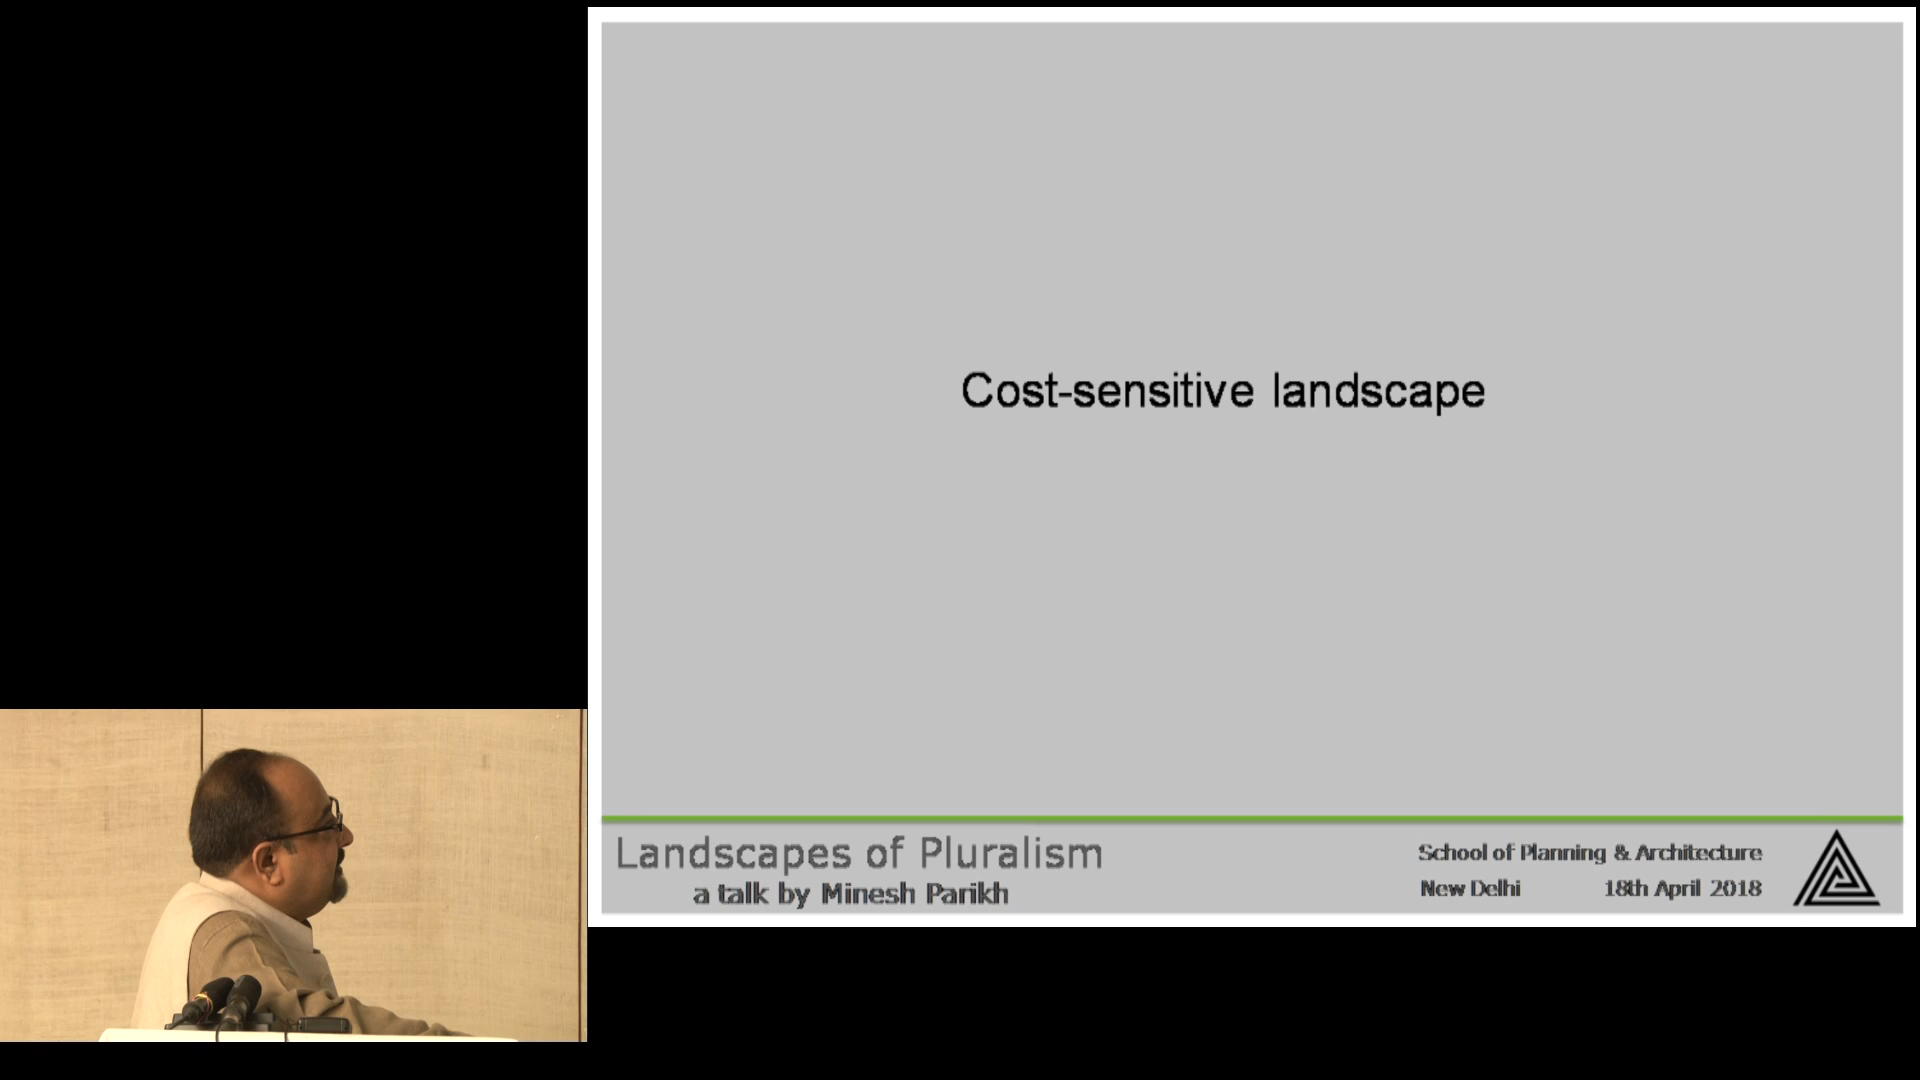 Cost-sensitive landscape
Landscapes of Pluralism
a talk by Minesh Parikh
School of Planning & Architecture
New Delhi 18th April 2018